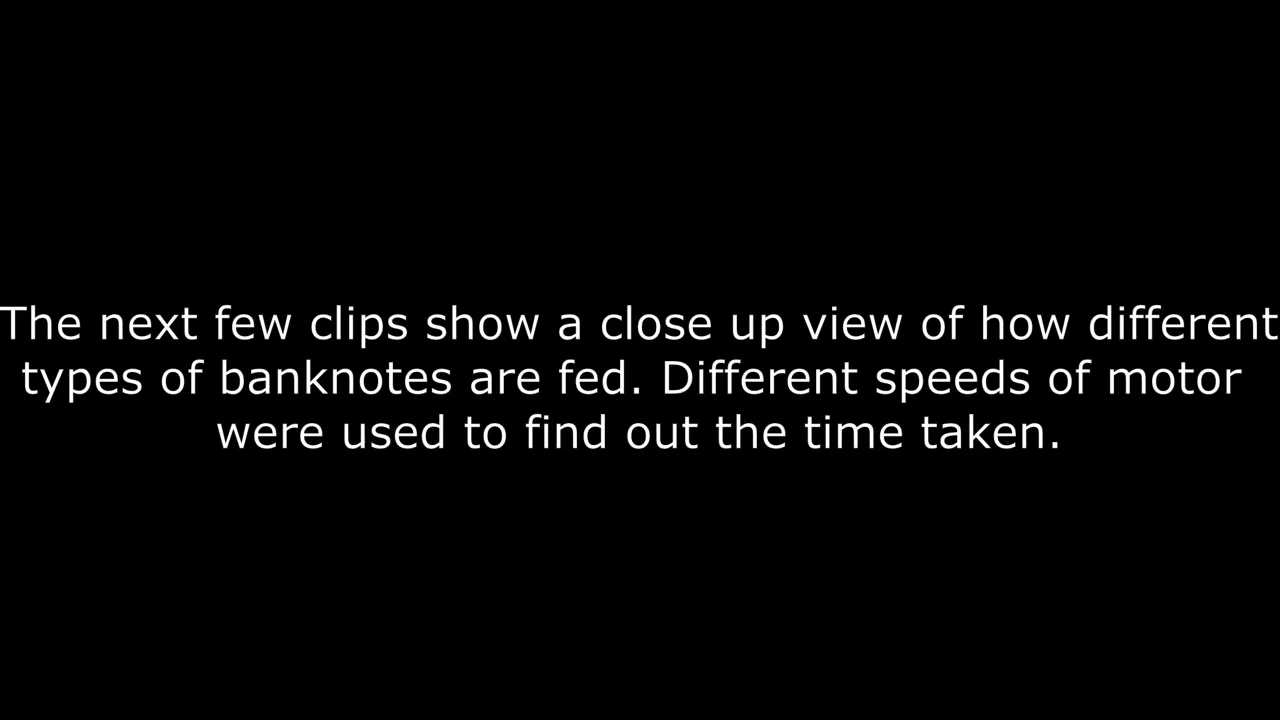 The next few clips show a close up view of how different
types of banknotes are fed. Different speeds of motor
were used to find out the time taken.